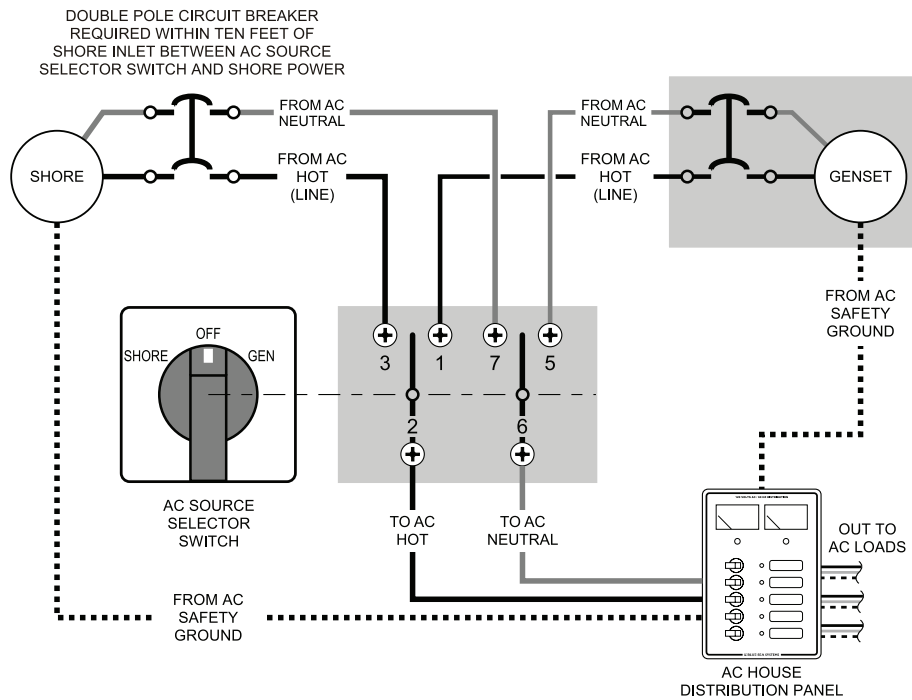 DOUBLE POLE CIRCUIT BREAKER
REQUIRED WITHIN TEN FEET OF
SHORE INLET BETWEEN AC SOURCE
SELECTOR SWITCH AND SHORE POWER
FROM AC
NEUTRAL
FROM AC
NEUTRAL
SHORE
FROM AC
HOT
(LINE)
FROM AC
HOT
(LINE)
GENSET
FROM AC
SAFETY
GROUND
OFF
SHORE
GEN
3
1
7
5
2
6
AC SOURCE
SELECTOR
SWITCH
TO AC
HOT
TO AC
NEUTRAL
OUT TO
AC LOADS
FROM AC
SAFETY
GROUND
AC HOUSE
DISTRIBUTION PANEL